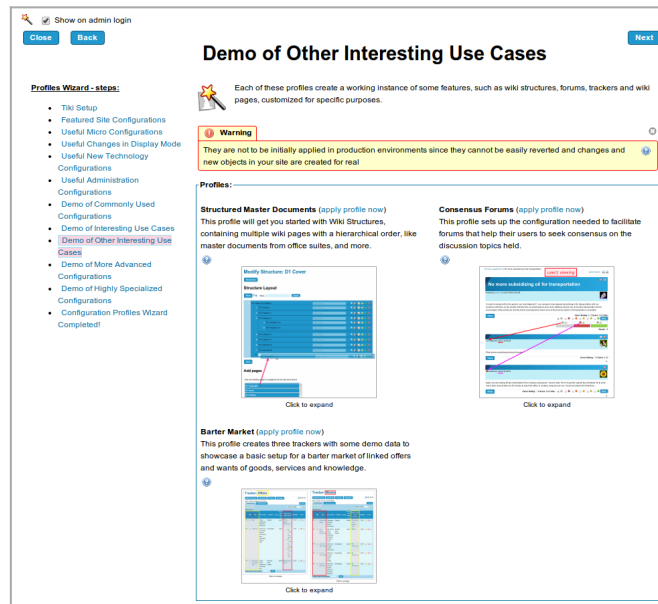 Show on admin login
Close
Back
Next
Demo of Other Interesting Use Cases
Profiles Wizard - steps:
Tiki Setup
Featured Site Configurations
Useful Micro Configurations
Useful Changes in Display Mode
Useful New Technology
Configurations
Useful Administration
Configurations
Demo of Commonly Used
Configurations
Demo of Interesting Use Cases
Demo of Other Interesting Use
Cases
Demo of More Advanced
Configurations
Demo of Highly Specialized
Configurations
Configuration Profiles Wizard
Completed!
Each of these profiles create a working instance of some features, such as wiki structures, forums, trackers and wiki
pages, customized for specific purposes.
Warning
They are not to be initially applied in production environments since they cannot be easily reverted and changes and
new objects in your site are created for real
Profiles:
Structured Master Documents (apply profile now)
This profile will get you started with Wiki Structures,
containing multiple wiki pages with a hierarchical order, like
master documents from office suites, and more.
Modify Structure: D1 Cover
Structure Layout
Add pages
Click to expand
Consensus Forums (apply profile now)
This profile sets up the configuration needed to facilitate
forums that help their users to seek consensus on the
discussion topics held.
No more subsidising oil for transportation
Click to expand
Barter Market (apply profile now)
This profile creates three trackers with some demo data to
showcase a basic setup for a barter market of linked offers
and wants of goods, services and knowledge.
Click to expand